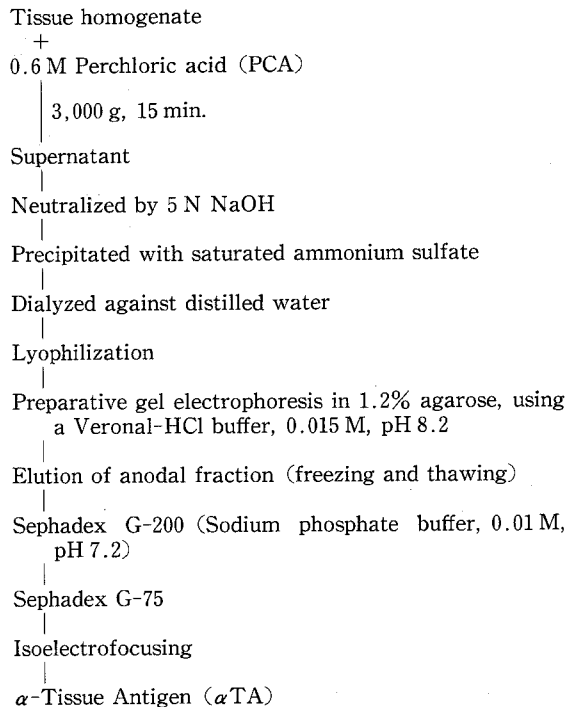 Tissue homogenate
+
0.6 M Perchloric acid (PCA)
3,000 g, 15 min.
Supernatant
Neutralized by 5 N NaOH
Precipitated with saturated ammonium sulfate
Dialyzed against distilled water
Lyophilization
Preparative gel electrophoresis in 1.2% agarose, using
a Veronal-HCl buffer, 0.015 M, pH 8.2
Elution of anodal fraction (freezing and thawing)
Sephadex G-200 (Sodium phosphate buffer, 0.01 M,
pH 7.2)
Sephadex G-75
Isoelectrofocusing
α-Tissue Antigen (αTA)